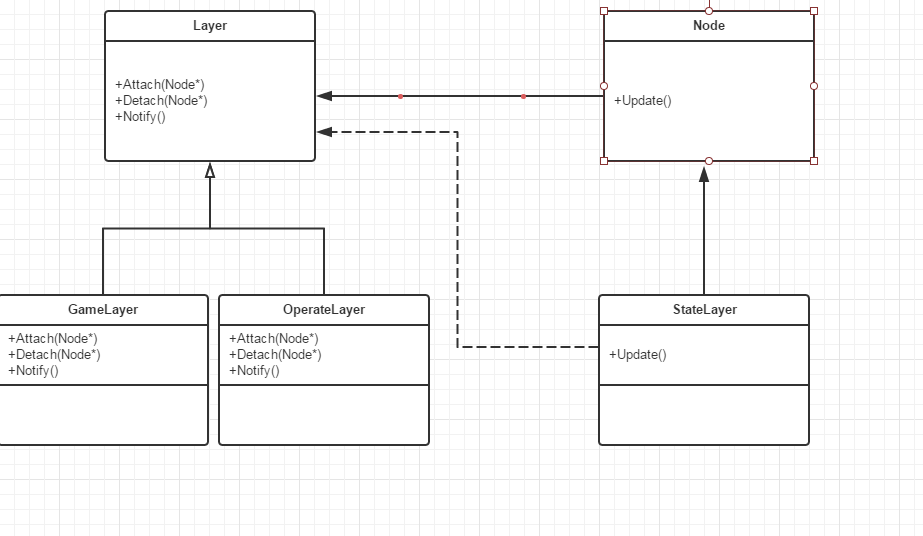 Layer
+Attach(Node*)
+Detach(Node*)
+Notify()
Node
+Update()
GameLayer
+Attach(Node*)
+Detach(Node*)
+Notify()
OperateLayer
+Attach(Node*)
+Detach(Node*)
+Notify()
StateLayer
+Update()